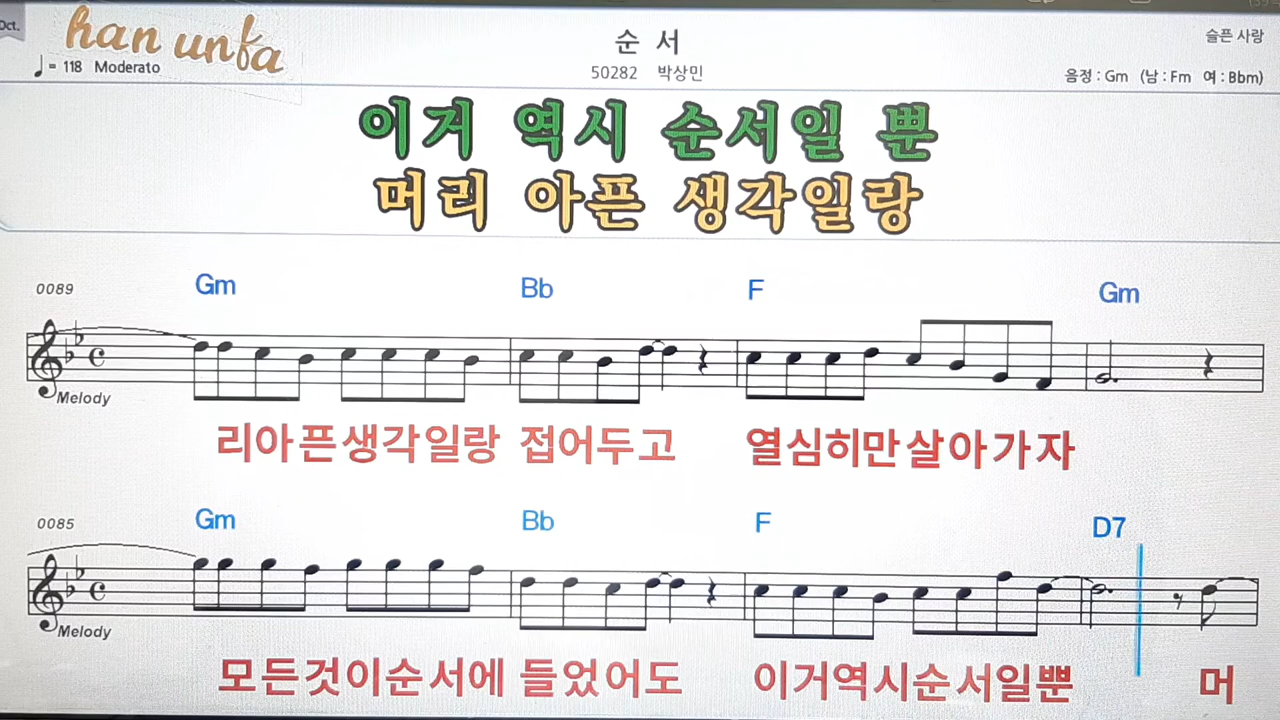 Oct.
han unfa
♩= 118 Moderato
순 서
50282 박상민
슬픈 사랑
음정 : Gm (남 : Fm 여 : Bbm)
이거 역시 순서일 뿐
머리 아픈 생각일랑
0089
Gm Bb F Gm
Melody
리아픈생각일랑 접어두고 열심히만살아가자
0085
Gm Bb F D7
Melody
모든것이순서에 들었어도 이거역시순서일뿐 머